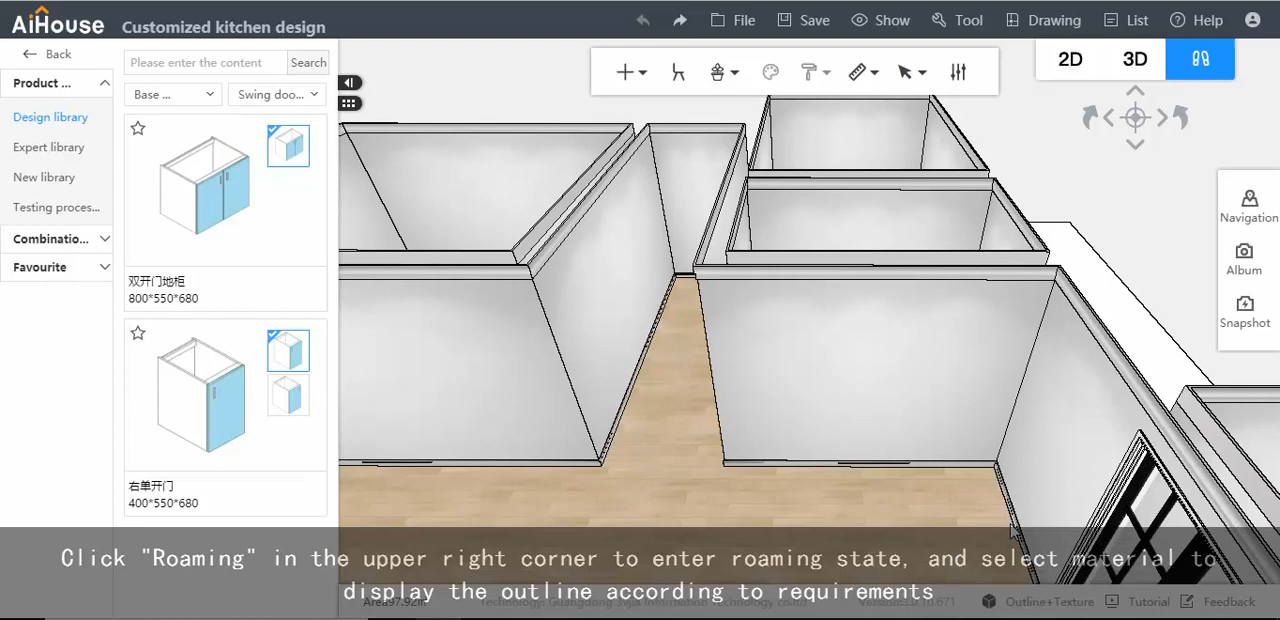 AiHouse Customized kitchen design
File Save Show Tool Drawing List Help
Back
Please enter the content Search
Product ...
Base ... Swing doo...
Design library
Expert library
New library
Testing proces...
Combinatio...
Favourite
双开门地柜
800*550*680
右单开门
400*550*680
2D 3D
Navigation
Album
Snapshot
Click "Roaming" in the upper right corner to enter roaming state, and select material to
display the outline according to requirements
Outline+Texture Tutorial Feedback